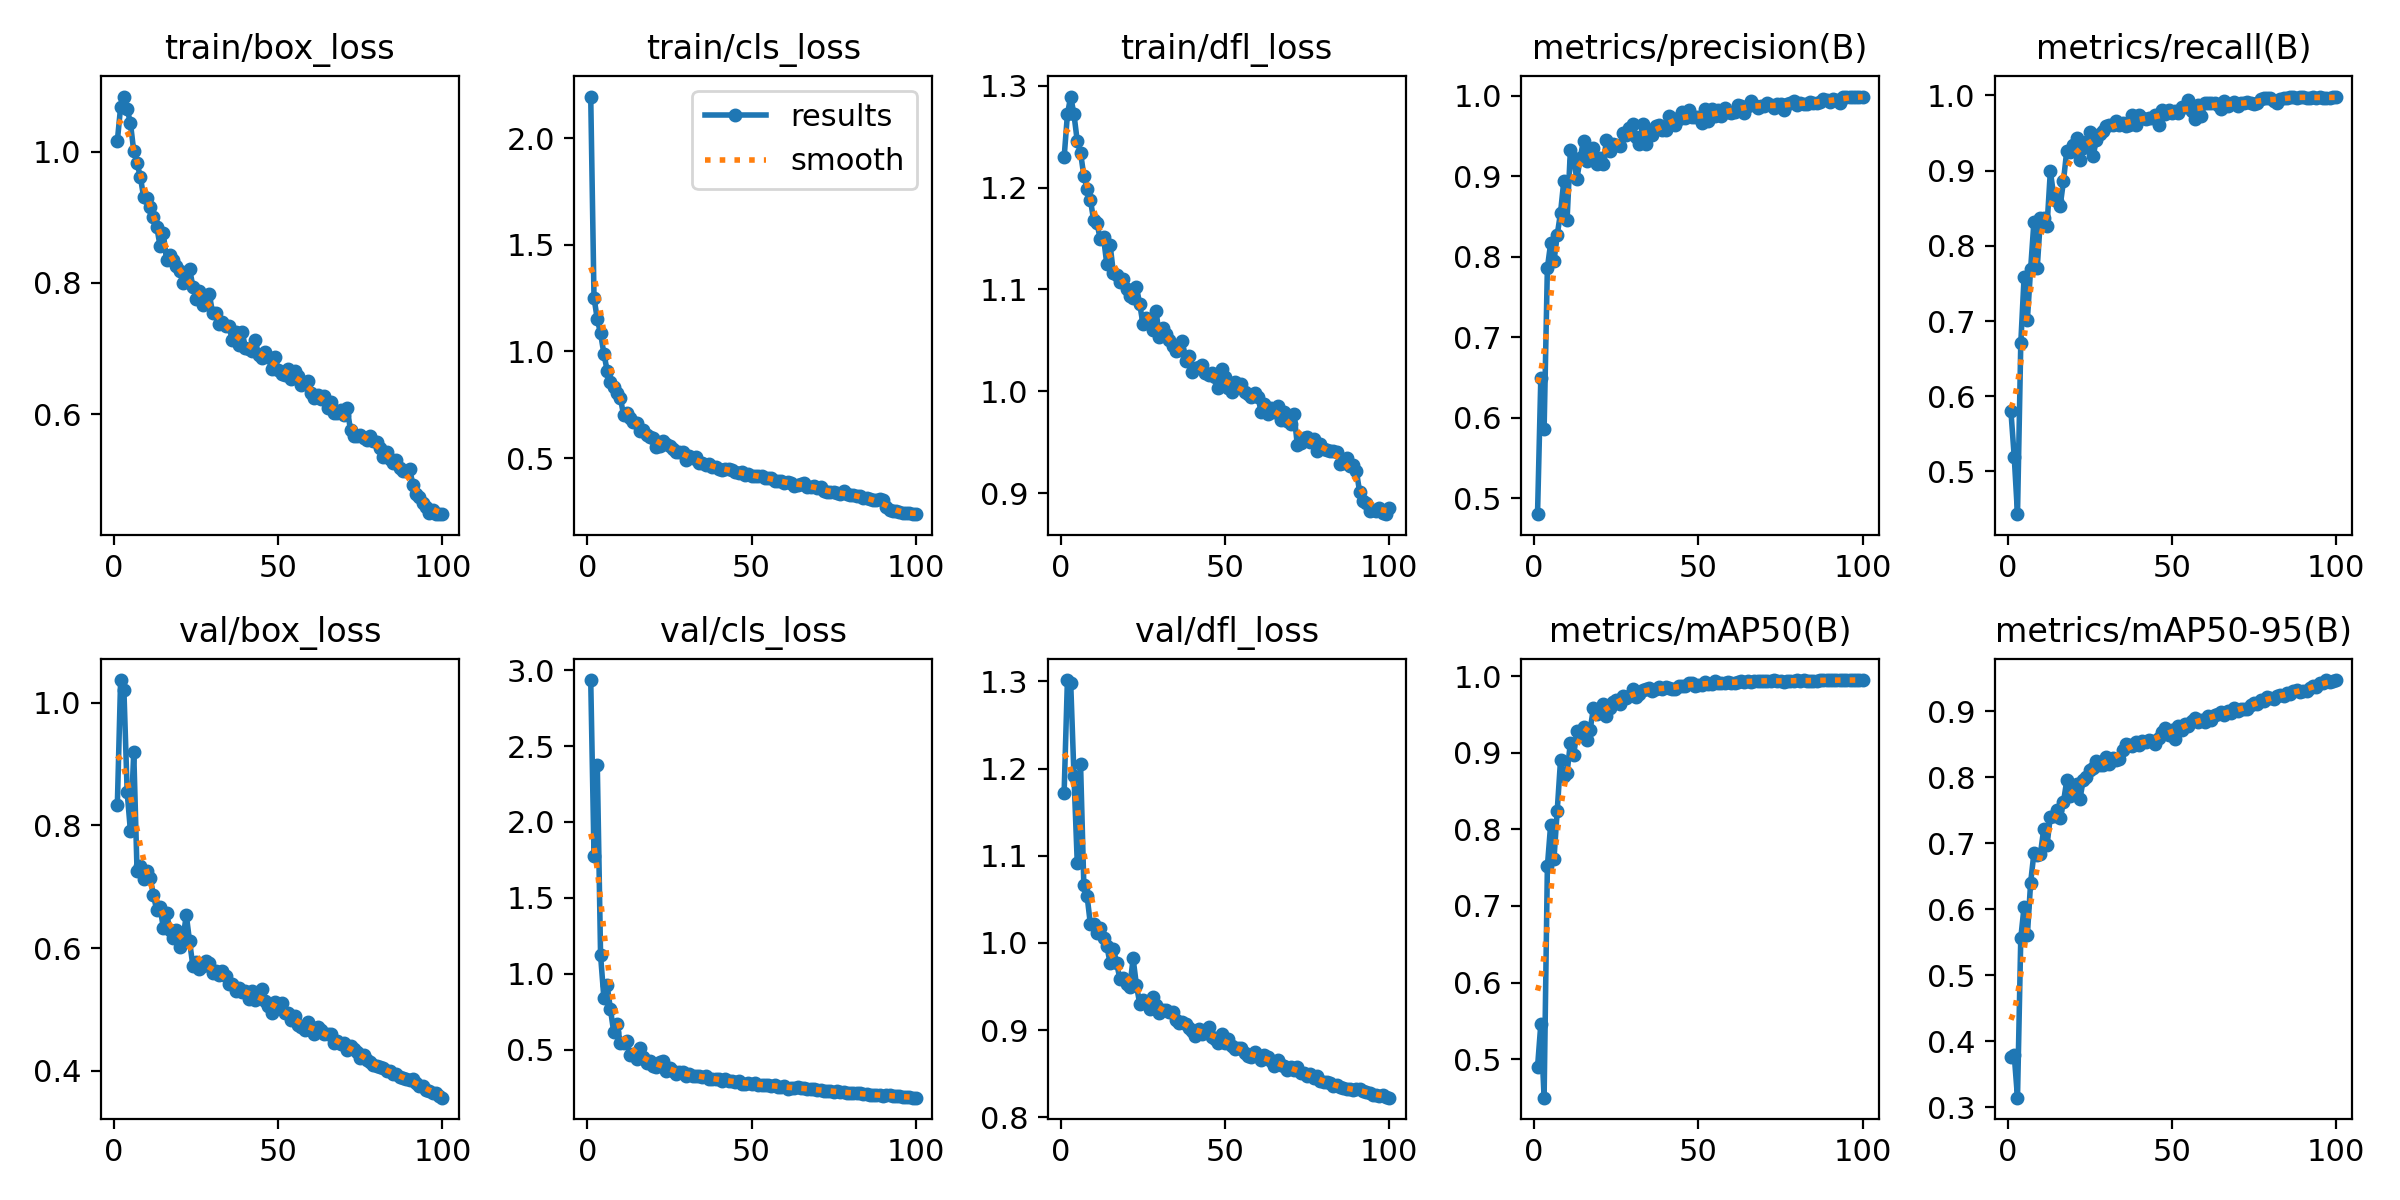 train/box_loss
1.0
0.8
0.6
0 50 100
train/cls_loss
results
smooth
2.0
1.5
1.0
0.5
0 50 100
train/dfl_loss
1.3
1.2
1.1
1.0
0.9
0 50 100
metrics/precision(B)
1.0
0.9
0.8
0.7
0.6
0.5
0 50 100
metrics/recall(B)
1.0
0.9
0.8
0.7
0.6
0.5
0 50 100
val/box_loss
1.0
0.8
0.6
0.4
0 50 100
val/cls_loss
3.0
2.5
2.0
1.5
1.0
0.5
0 50 100
val/dfl_loss
1.3
1.2
1.1
1.0
0.9
0.8
0 50 100
metrics/mAP50(B)
1.0
0.9
0.8
0.7
0.6
0.5
0 50 100
metrics/mAP50-95(B)
0.9
0.8
0.7
0.6
0.5
0.4
0.3
0 50 100